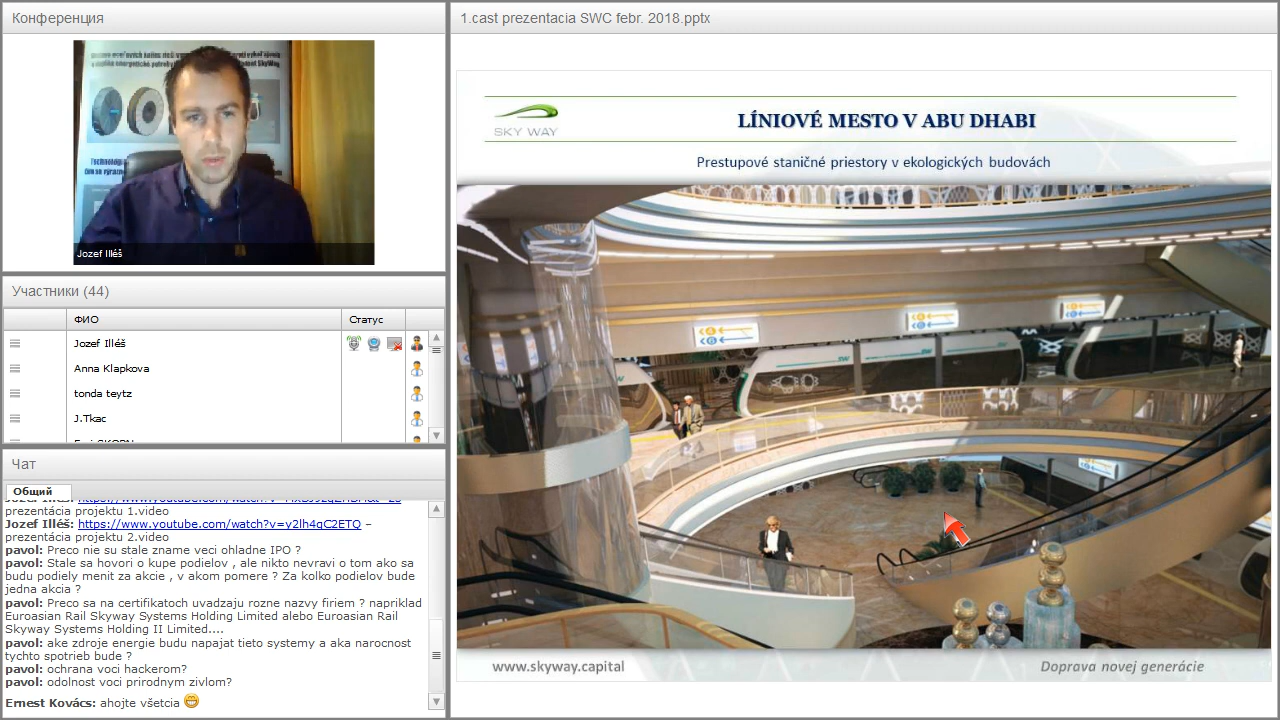 Конференция
Jozef Illéš
Участники (44)
ФИО
Статус
Jozef Illéš
Anna Klapkova
tonda teytz
J.Tkac
Чат
Общий
prezentácia projektu 1.video
Jozef Illéš: https://www.youtube.com/watch?v=y2lh4qC2ETQ –
prezentácia projektu 2.video
pavol: Preco nie su stale zname veci ohladne IPO ?
pavol: Stale sa hovori o kupe podielov , ale nikto nevravi o tom ako sa
budu podiely menit za akcie , v akom pomere ? Za kolko podielov bude
jedna akcia ?
pavol: Preco sa na certifikatoch uvadzaju rozne nazvy firiem ? napriklad
Euroasian Rail Skyway Systems Holding Limited alebo Euroasian Rail
Skyway Systems Holding II Limited....
pavol: ake zdroje energie budu napajat tieto systemy a aka narocnost
tychto spotrieb bude ?
pavol: ochrana voci hackerom?
pavol: odolnost voci prirodnym zivlom?
Ernest Kovács: ahojte všetcia
1.cast prezentacia SWC febr. 2018.pptx
SKY WAY
LÍNIOVÉ MESTO V ABU DHABI
Prestupové staničné priestory v ekologických budovách
www.skyway.capital
Doprava novej generácie